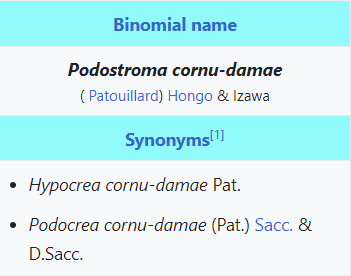 Binomial name
Podostroma cornu-damae
( Patouillard) Hongo & Izawa
Synonyms[1]
• Hypocrea cornu-damae Pat.
• Podocrea cornu-damae (Pat.) Sacc. &
D.Sacc.